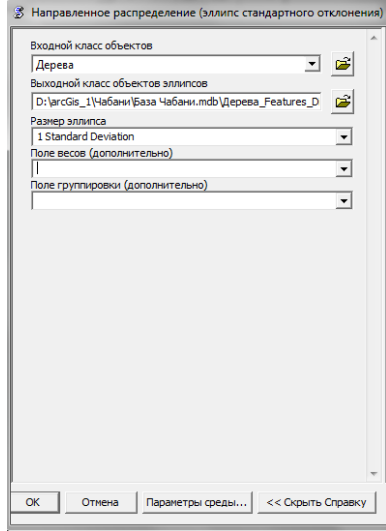 Направленное распределение (эллипс стандартного отклонения)
Входной класс объектов
Дерева
Выходной класс объектов эллипсов
D:\arcGis_1\Чабани\База Чабани.mdb\Дерева_Features_D
Размер эллипса
1 Standard Deviation
Поле весов (дополнительно)
Поле группировки (дополнительно)
OK Отмена Параметры среды... << Скрыть Справку